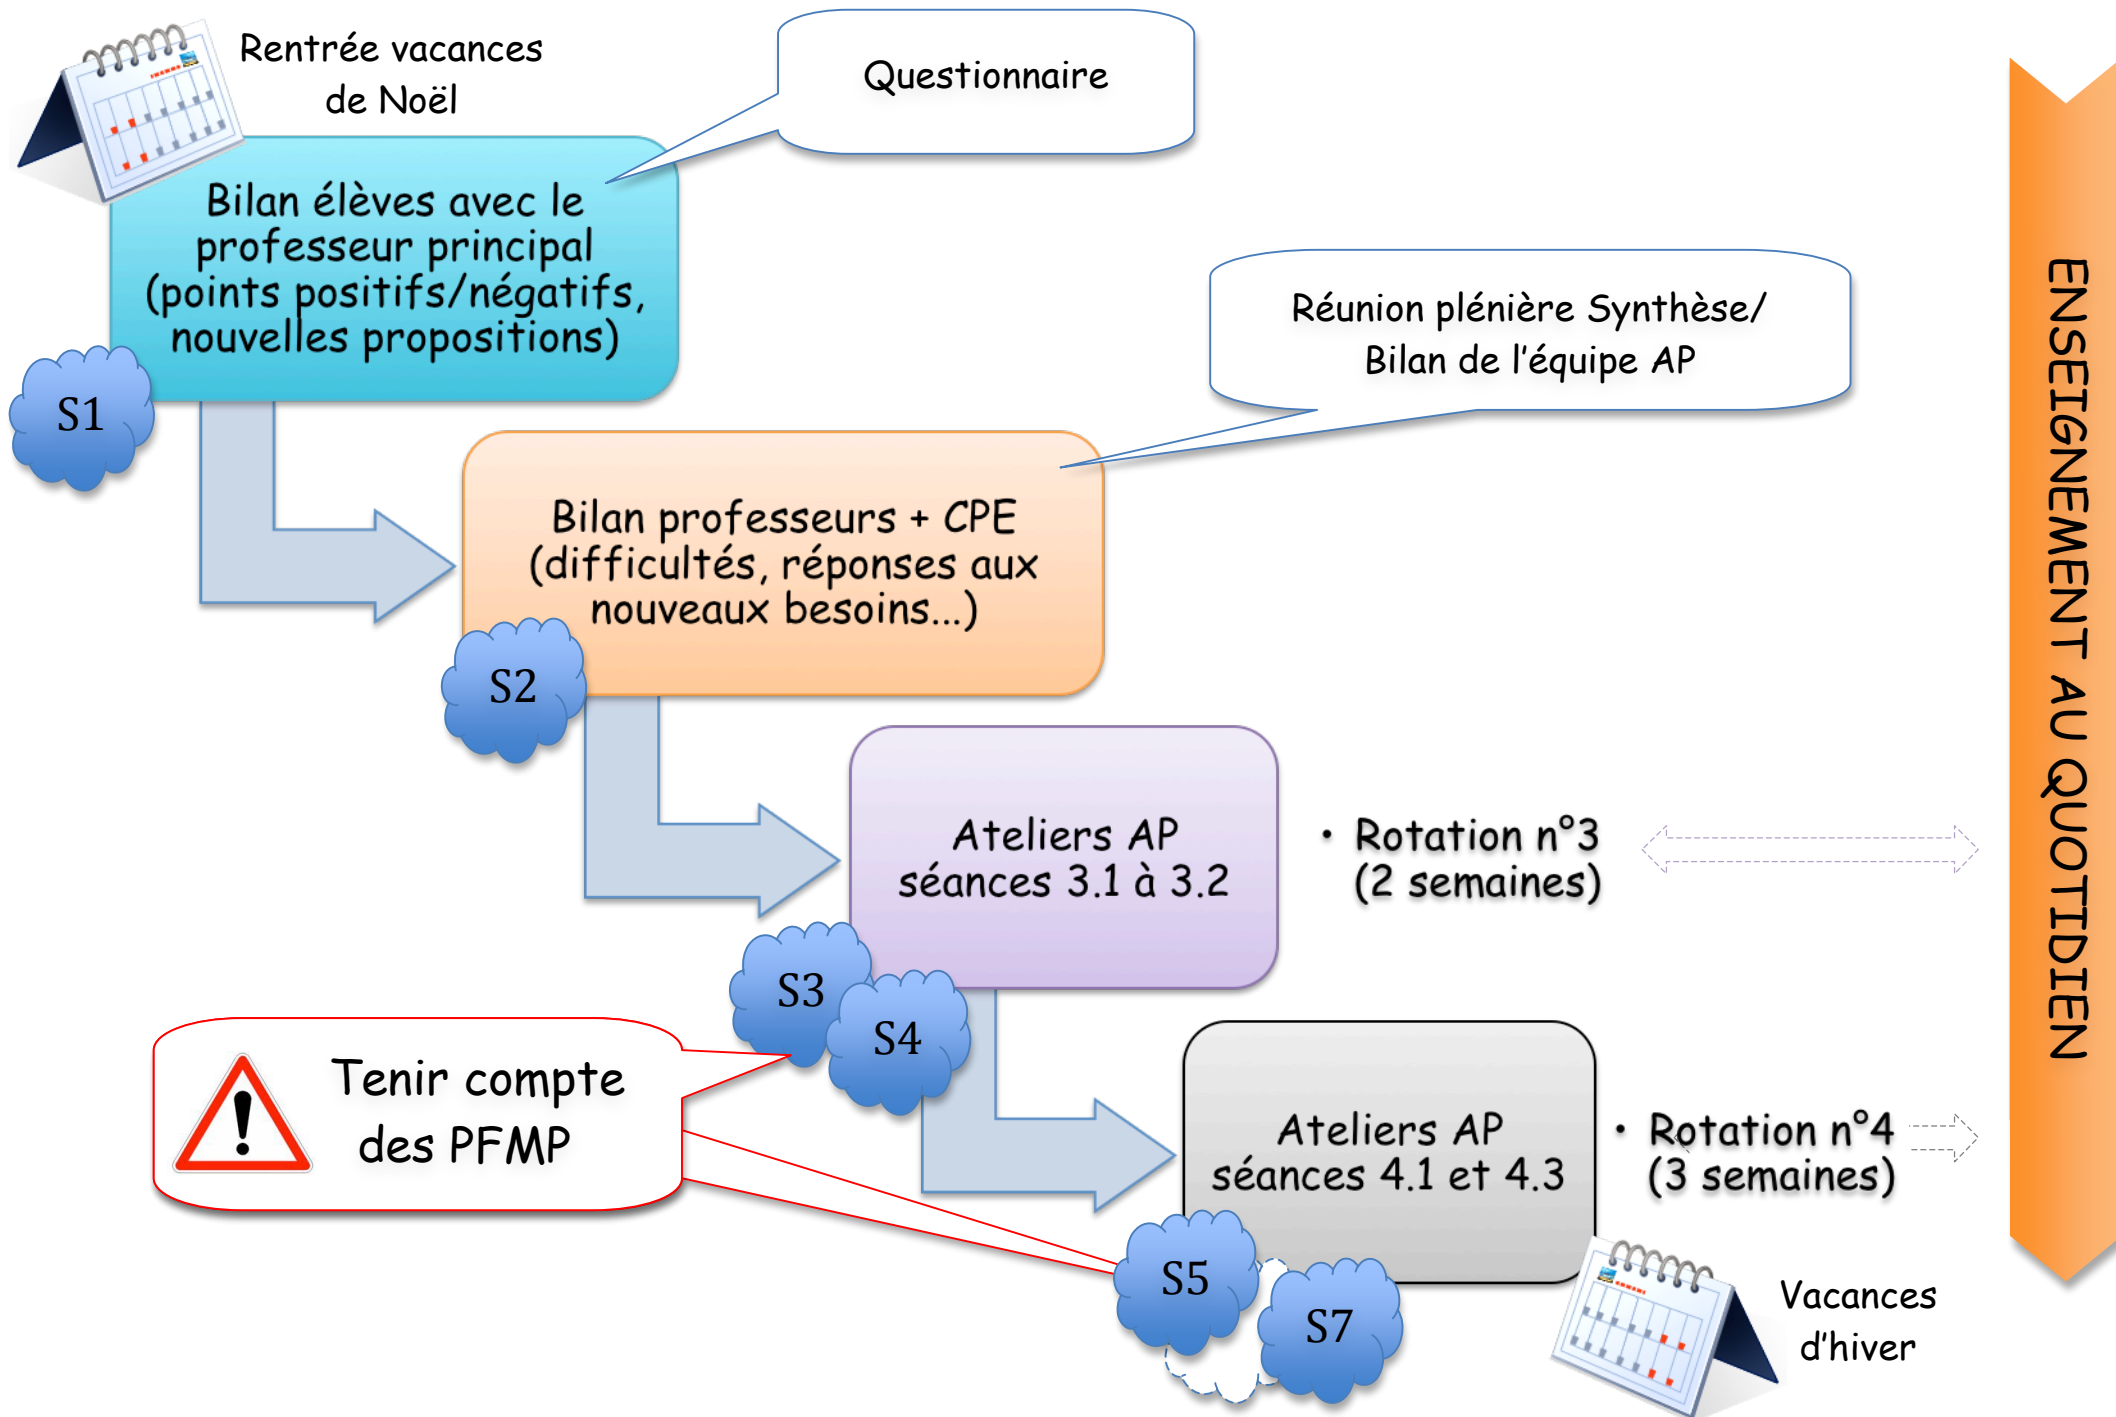 Rentrée vacances
de Noël
Questionnaire
Bilan élèves avec le
professeur principal
(points positifs/négatifs,
nouvelles propositions)
S1
Réunion plénière Synthèse/
Bilan de l'équipe AP
Bilan professeurs + CPE
(difficultés, réponses aux
nouveaux besoins...)
S2
Ateliers AP
séances 3.1 à 3.2
• Rotation n°3
(2 semaines)
S3
S4
Tenir compte
des PFMP
Ateliers AP
séances 4.1 et 4.3
• Rotation n°4
(3 semaines)
S5
S7
Vacances
d'hiver
ENSEIGNEMENT AU QUOTIDIEN